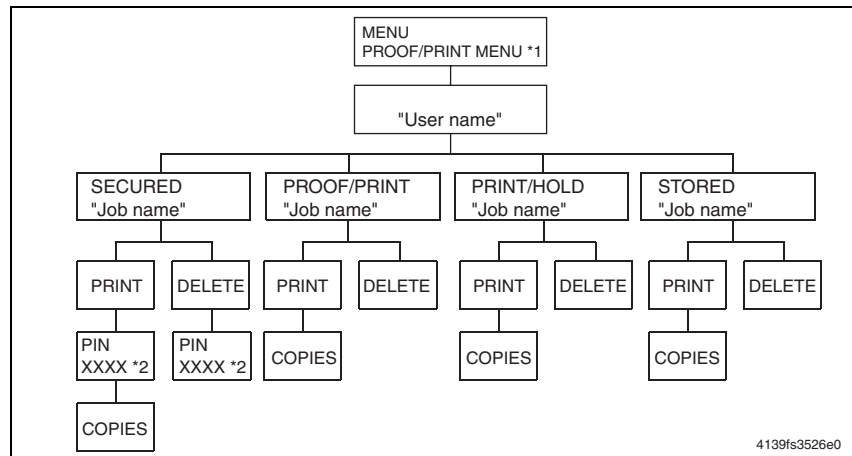 MENU
PROOF/PRINT MENU *1
"User name"
SECURED
"Job name"
PROOF/PRINT
"Job name"
PRINT/HOLD
"Job name"
STORED
"Job name"
PRINT
DELETE
PRINT
DELETE
PRINT
DELETE
PRINT
DELETE
PIN
XXXX *2
PIN
XXXX *2
COPIES
COPIES
COPIES
COPIES
4139fs3526e0